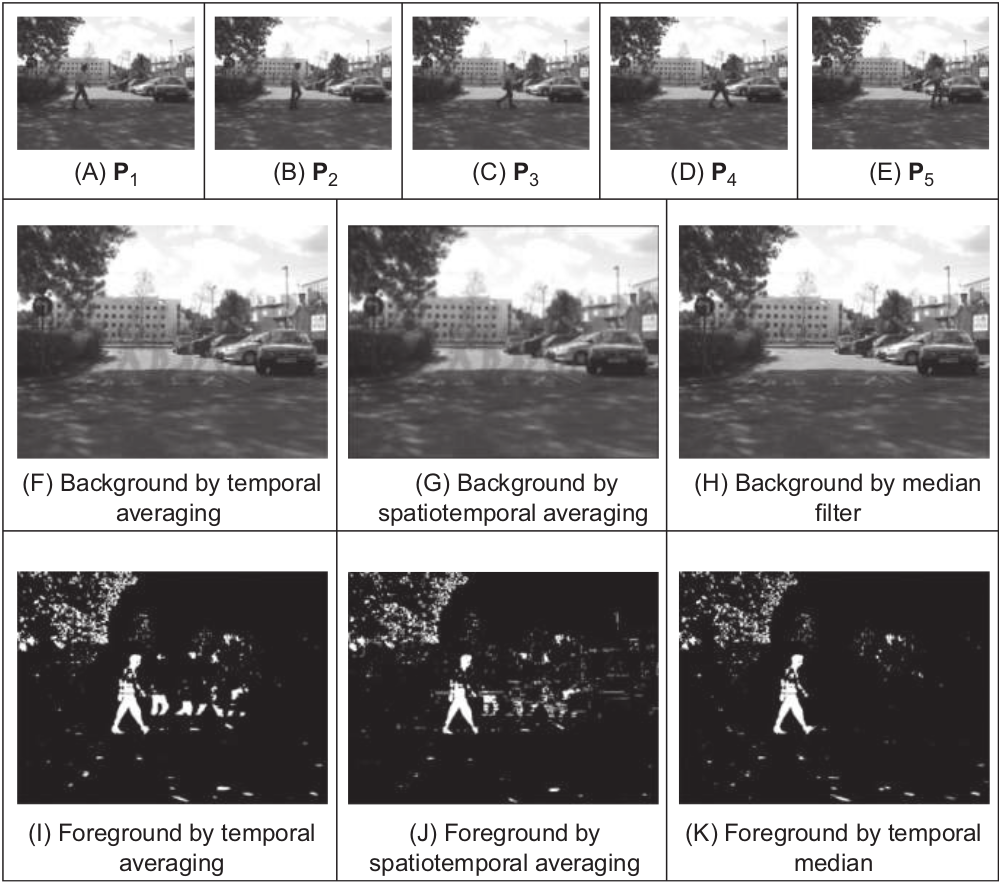 (A) P1
(B) P2
(C) P3
(D) P4
(E) P5
(F) Background by temporal
averaging
(G) Background by
spatiotemporal averaging
(H) Background by median
filter
(I) Foreground by temporal
averaging
(J) Foreground by
spatiotemporal averaging
(K) Foreground by temporal
median